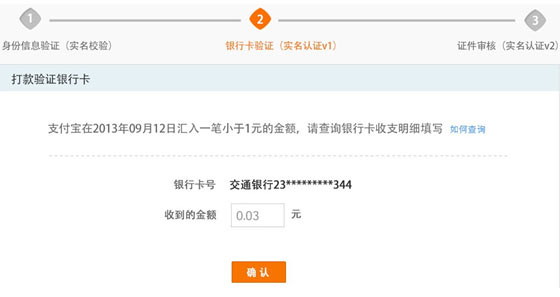 1
2
3
身份信息验证（实名校验）
银行卡验证（实名认证v1）
证件审核（实名认证v2）
打款验证银行卡
支付宝在2013年09月12日汇入一笔小于1元的金额，请查询银行卡收支明细填写 如何查询
银行卡号 交通银行23*********344
收到的金额 0.03 元
确 认